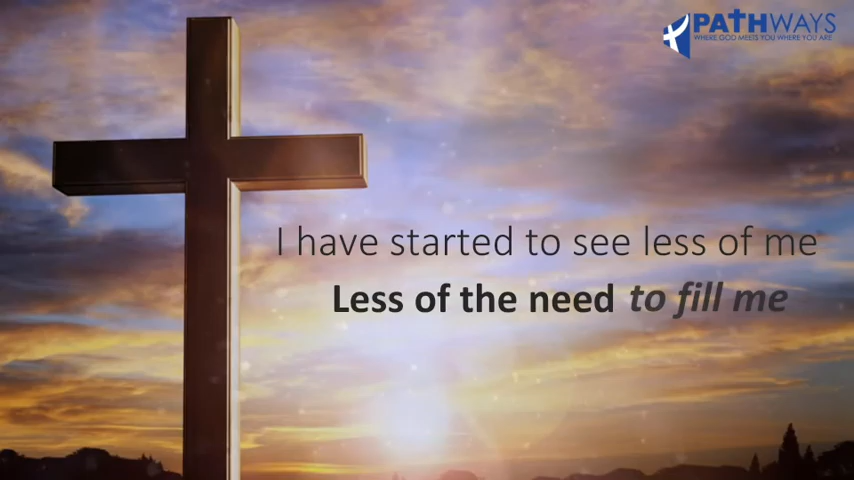 PATHWAYS
WHERE GOD MEETS YOU WHERE YOU ARE
I have started to see less of me
Less of the need to fill me